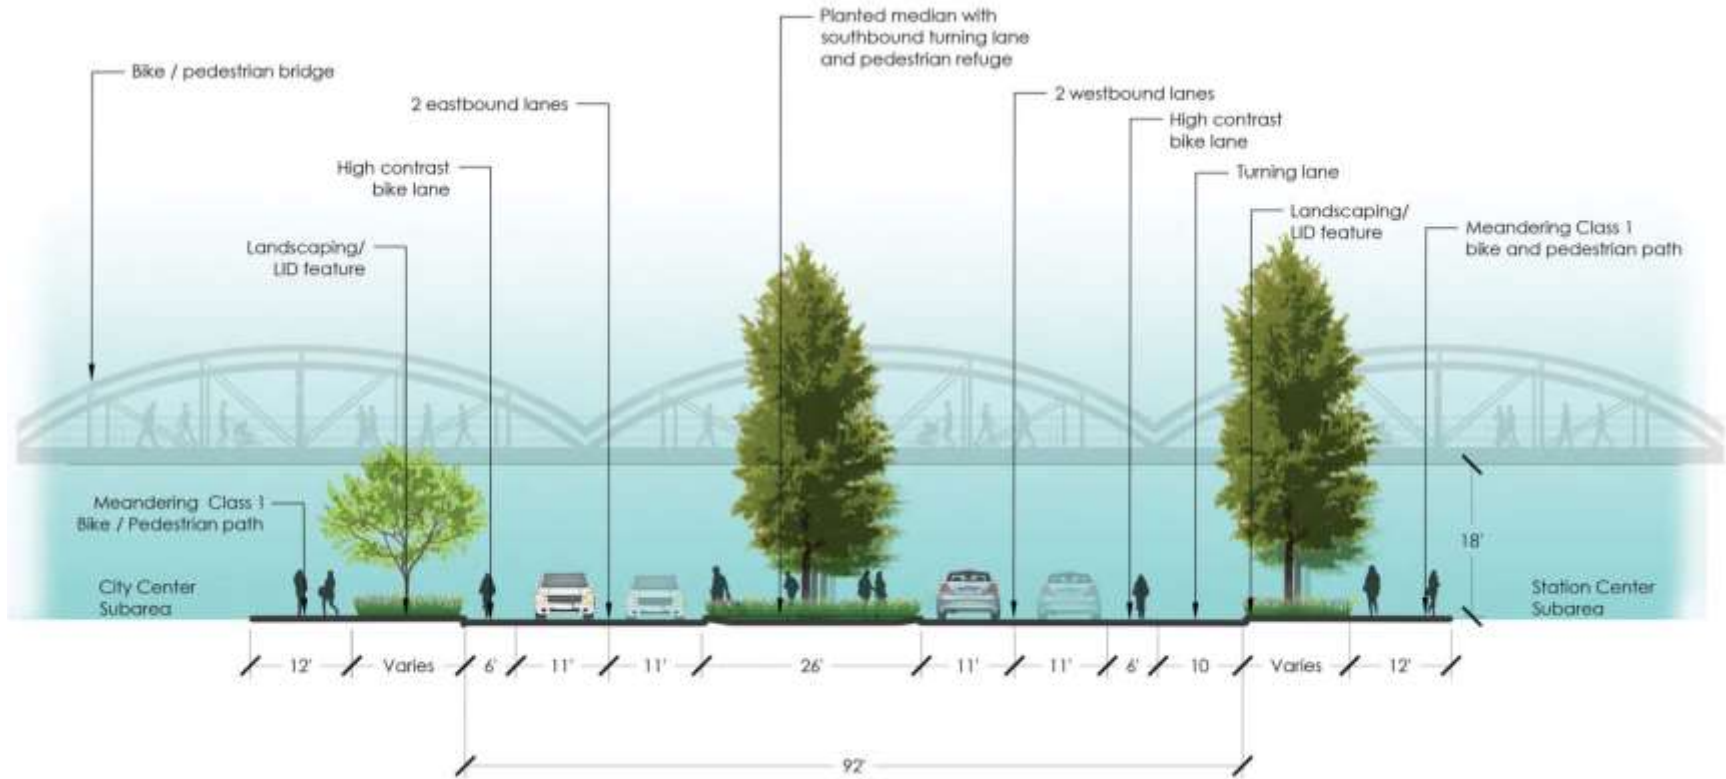 Planted median with
southbound turning lane
and pedestrian refuge
Bike / pedestrian bridge
2 eastbound lanes
2 westbound lanes
High contrast
bike lane
High contrast
bike lane
Turning lane
Landscaping/
LID feature
Landscaping/
LID feature
Meandering Class 1
bike and pedestrian path
Meandering Class 1
Bike / Pedestrian path
18'
City Center
Subarea
Station Center
Subarea
12'
Varies
6'
11'
11'
26'
11'
11'
6'
10
Varies
12'
92'